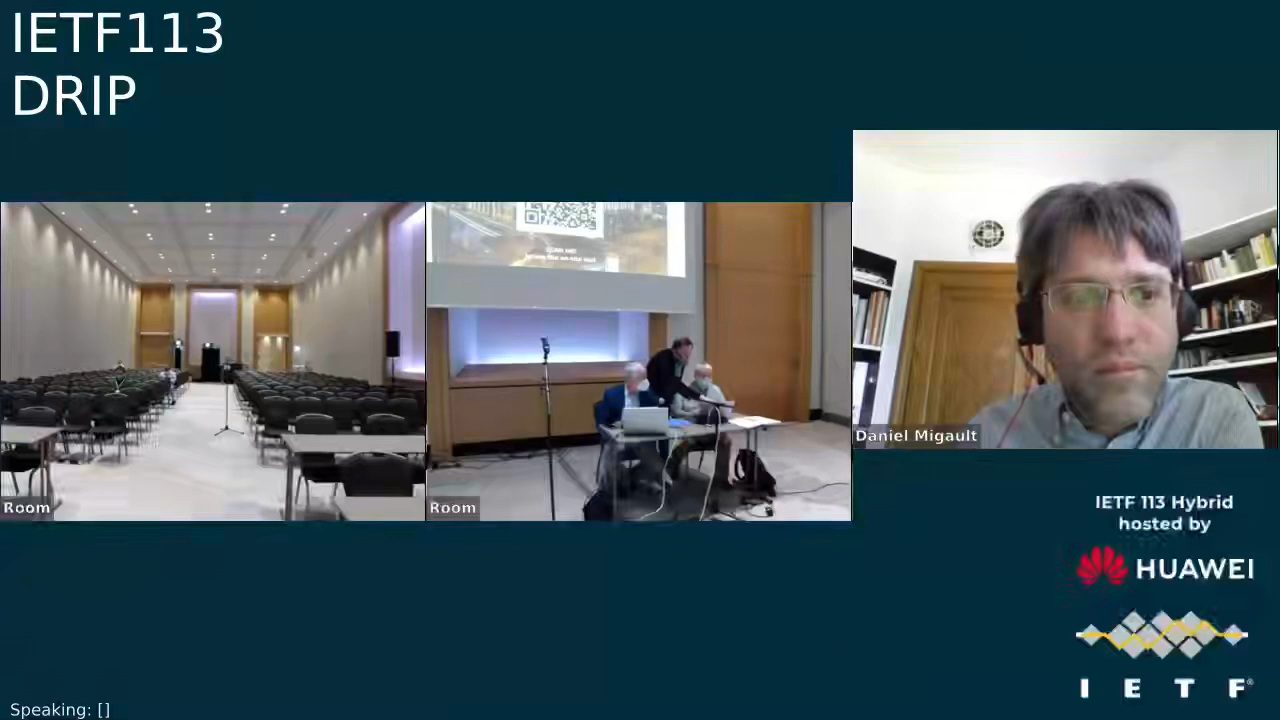 IETF113
DRIP
Room
Room
Daniel Migault
IETF 113 Hybrid
hosted by
HUAWEI
I E T F®
Speaking: []